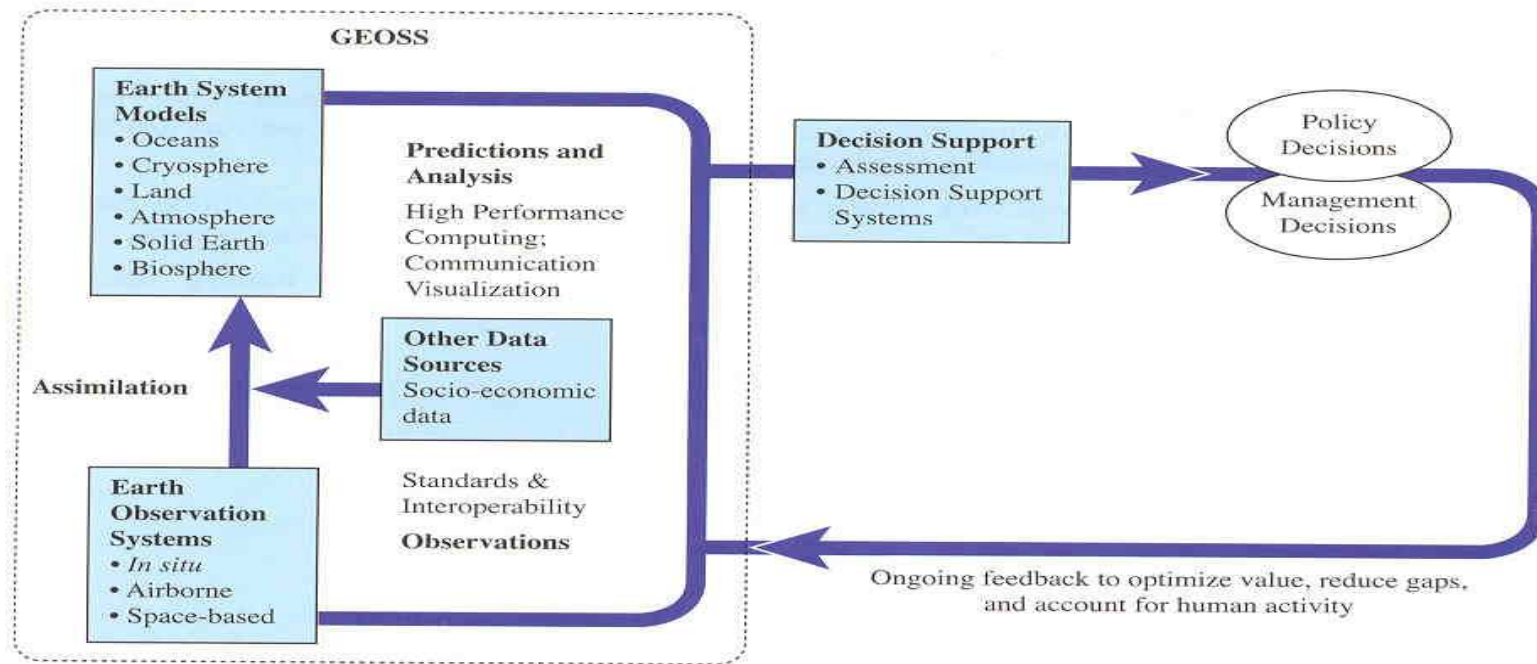 GEOSS
Earth System
Models
• Oceans
• Cryosphere
• Land
• Atmosphere
• Solid Earth
• Biosphere
Predictions and
Analysis
High Performance
Computing;
Communication
Visualization
Other Data
Sources
Socio-economic
data
Assimilation
Earth
Observation
Systems
• In situ
• Airborne
• Space-based
Standards &
Interoperability
Observations
Decision Support
• Assessment
• Decision Support
Systems
Policy
Decisions
Management
Decisions
Ongoing feedback to optimize value, reduce gaps,
and account for human activity